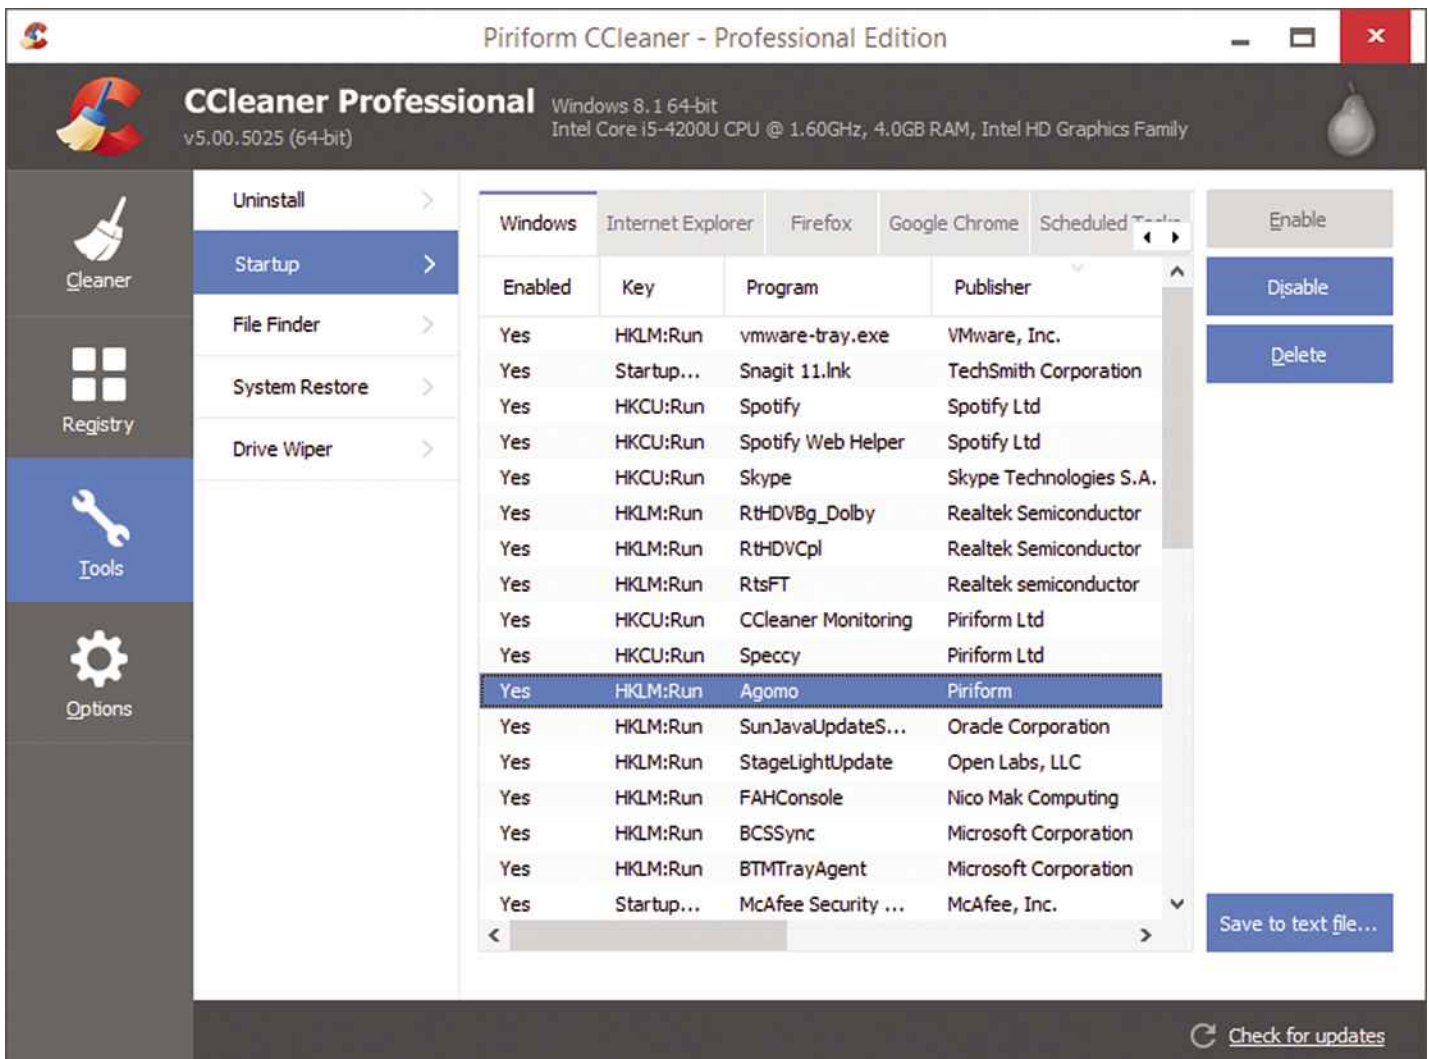 Piriform CCleaner - Professional Edition
CCleaner Professional
v5.00.5025 (64-bit)
Windows 8.1 64-bit
Intel Core i5-4200U CPU @ 1.60GHz, 4.0GB RAM, Intel HD Graphics Family
Cleaner
Registry
Tools
Options
Uninstall
Startup
File Finder
System Restore
Drive Wiper
Windows Internet Explorer Firefox Google Chrome Scheduled Tasks
Enabled Key Program Publisher
Yes HKLM:Run vmware-tray.exe VMware, Inc.
Yes Startup... Snagit 11.lnk TechSmith Corporation
Yes HKCU:Run Spotify Spotify Ltd
Yes HKCU:Run Spotify Web Helper Spotify Ltd
Yes HKCU:Run Skype Skype Technologies S.A.
Yes HKLM:Run RtHDVBg_Dolby Realtek Semiconductor
Yes HKLM:Run RtHDVCpl Realtek Semiconductor
Yes HKLM:Run RtsFT Realtek semiconductor
Yes HKCU:Run CCleaner Monitoring Piriform Ltd
Yes HKCU:Run Speccy Piriform Ltd
Yes HKLM:Run Agomo Piriform
Yes HKLM:Run SunJavaUpdateS... Oracle Corporation
Yes HKLM:Run StageLightUpdate Open Labs, LLC
Yes HKLM:Run FAHConsole Nico Mak Computing
Yes HKLM:Run BCSSync Microsoft Corporation
Yes HKLM:Run BTMTrayAgent Microsoft Corporation
Yes Startup... McAfee Security ... McAfee, Inc.
Enable
Disable
Delete
Save to text file...
Check for updates